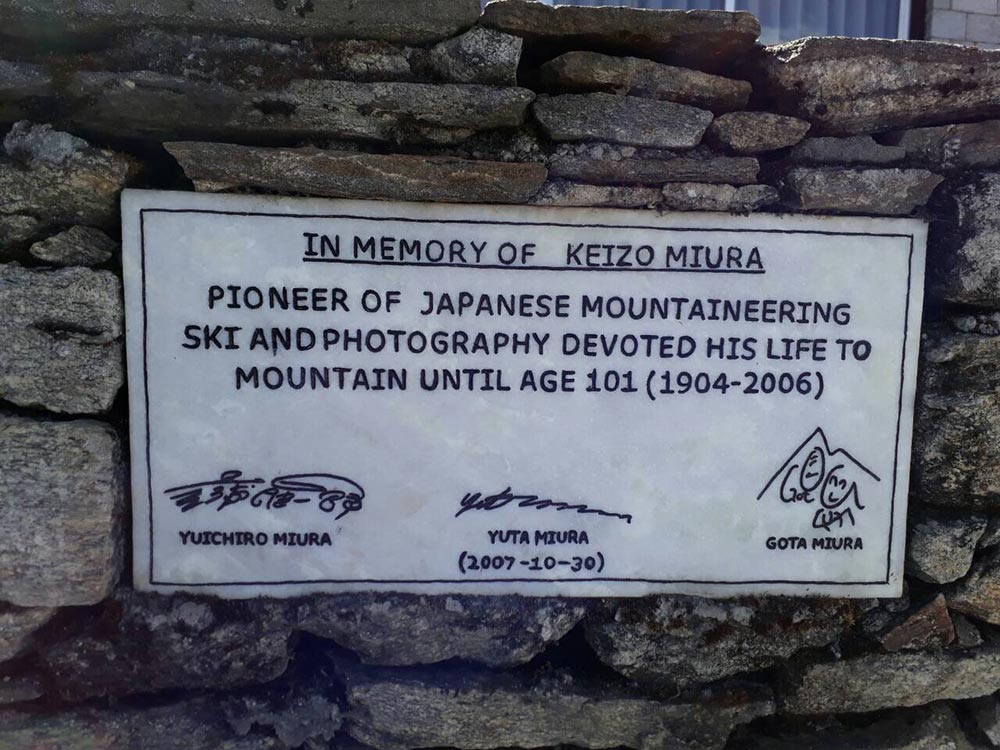 IN MEMORY OF KEIZO MIURA
PIONEER OF JAPANESE MOUNTAINEERING
SKI AND PHOTOGRAPHY DEVOTED HIS LIFE TO
MOUNTAIN UNTIL AGE 101 (1904-2006)
YUICHIRO MIURA
YUTA MIURA
(2007-10-30)
GOTA MIURA